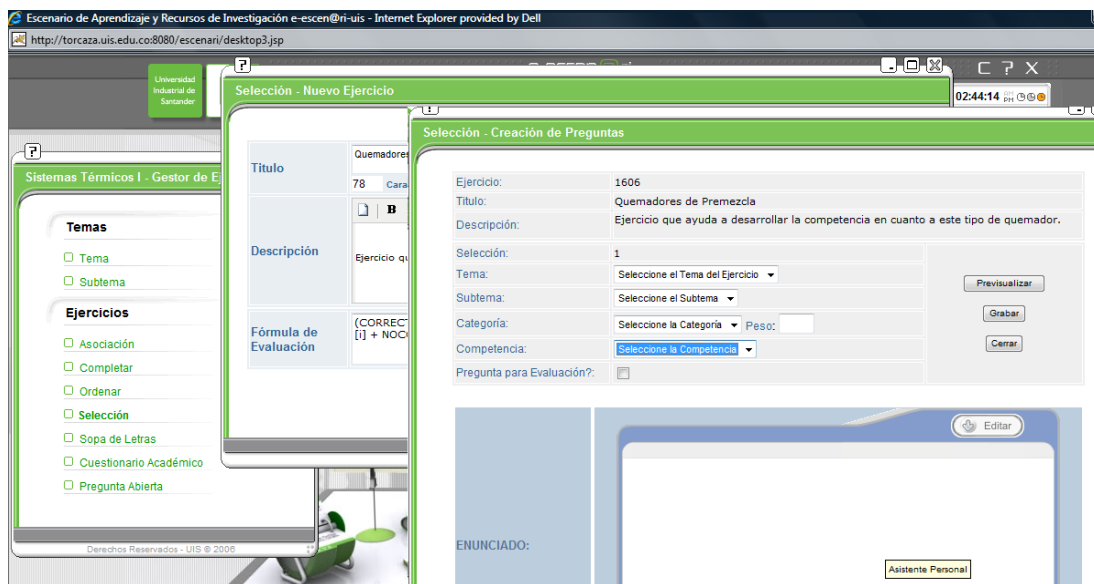 Escenario de Aprendizaje y Recursos de Investigación e-escen@ri-uis - Internet Explorer provided by Dell
http://torcaza.uis.edu.co:8080/escenari/desktop3.jsp
Universidad
Industrial de
Santander
C ? X
02:44:14
PM
?
Selección - Nuevo Ejercicio
Titulo
Quemadores
78
Descripción
B
Ejercicio
Fórmula de
Evaluación
(CORRECT
[i] +
?
Sistemas Térmicos I - Gestor de
Temas
Tema
Subtema
Ejercicios
Asociación
Completar
Ordenar
Selección
Sopa de Letras
Cuestionario Académico
Pregunta Abierta
Derechos Reservados - UIS © 2006
Selección - Creación de Preguntas
Ejercicio: 1606
Titulo: Quemadores de Premezcla
Descripción: Ejercicio que ayuda a desarrollar la competencia en cuanto a este tipo de quemador.
Selección: 1
Tema: Seleccione el Tema del Ejercicio
Subtema: Seleccione el Subtema
Categoría: Seleccione la Categoría Peso:
Competencia: Seleccione la Competencia
Pregunta para Evaluación?:
Previsualizar
Grabar
Cerrar
Editar
ENUNCIADO:
Asistente Personal